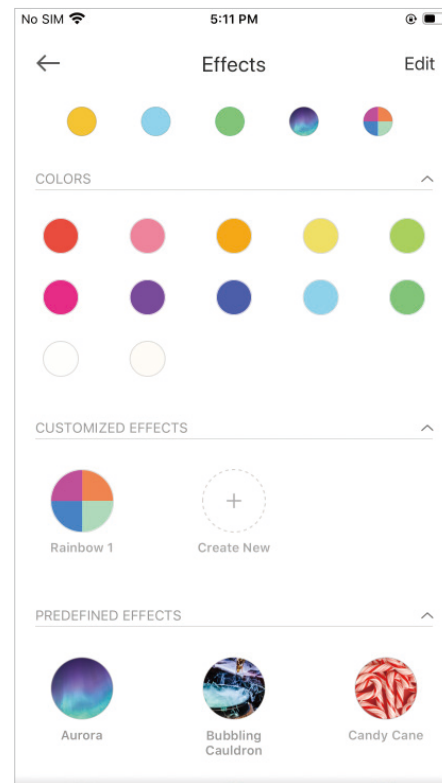 No SIM 5:11 PM
Effects Edit
COLORS
CUSTOMIZED EFFECTS
Rainbow 1 Create New
PREDEFINED EFFECTS
Aurora Bubbling Candy Cane
Cauldron